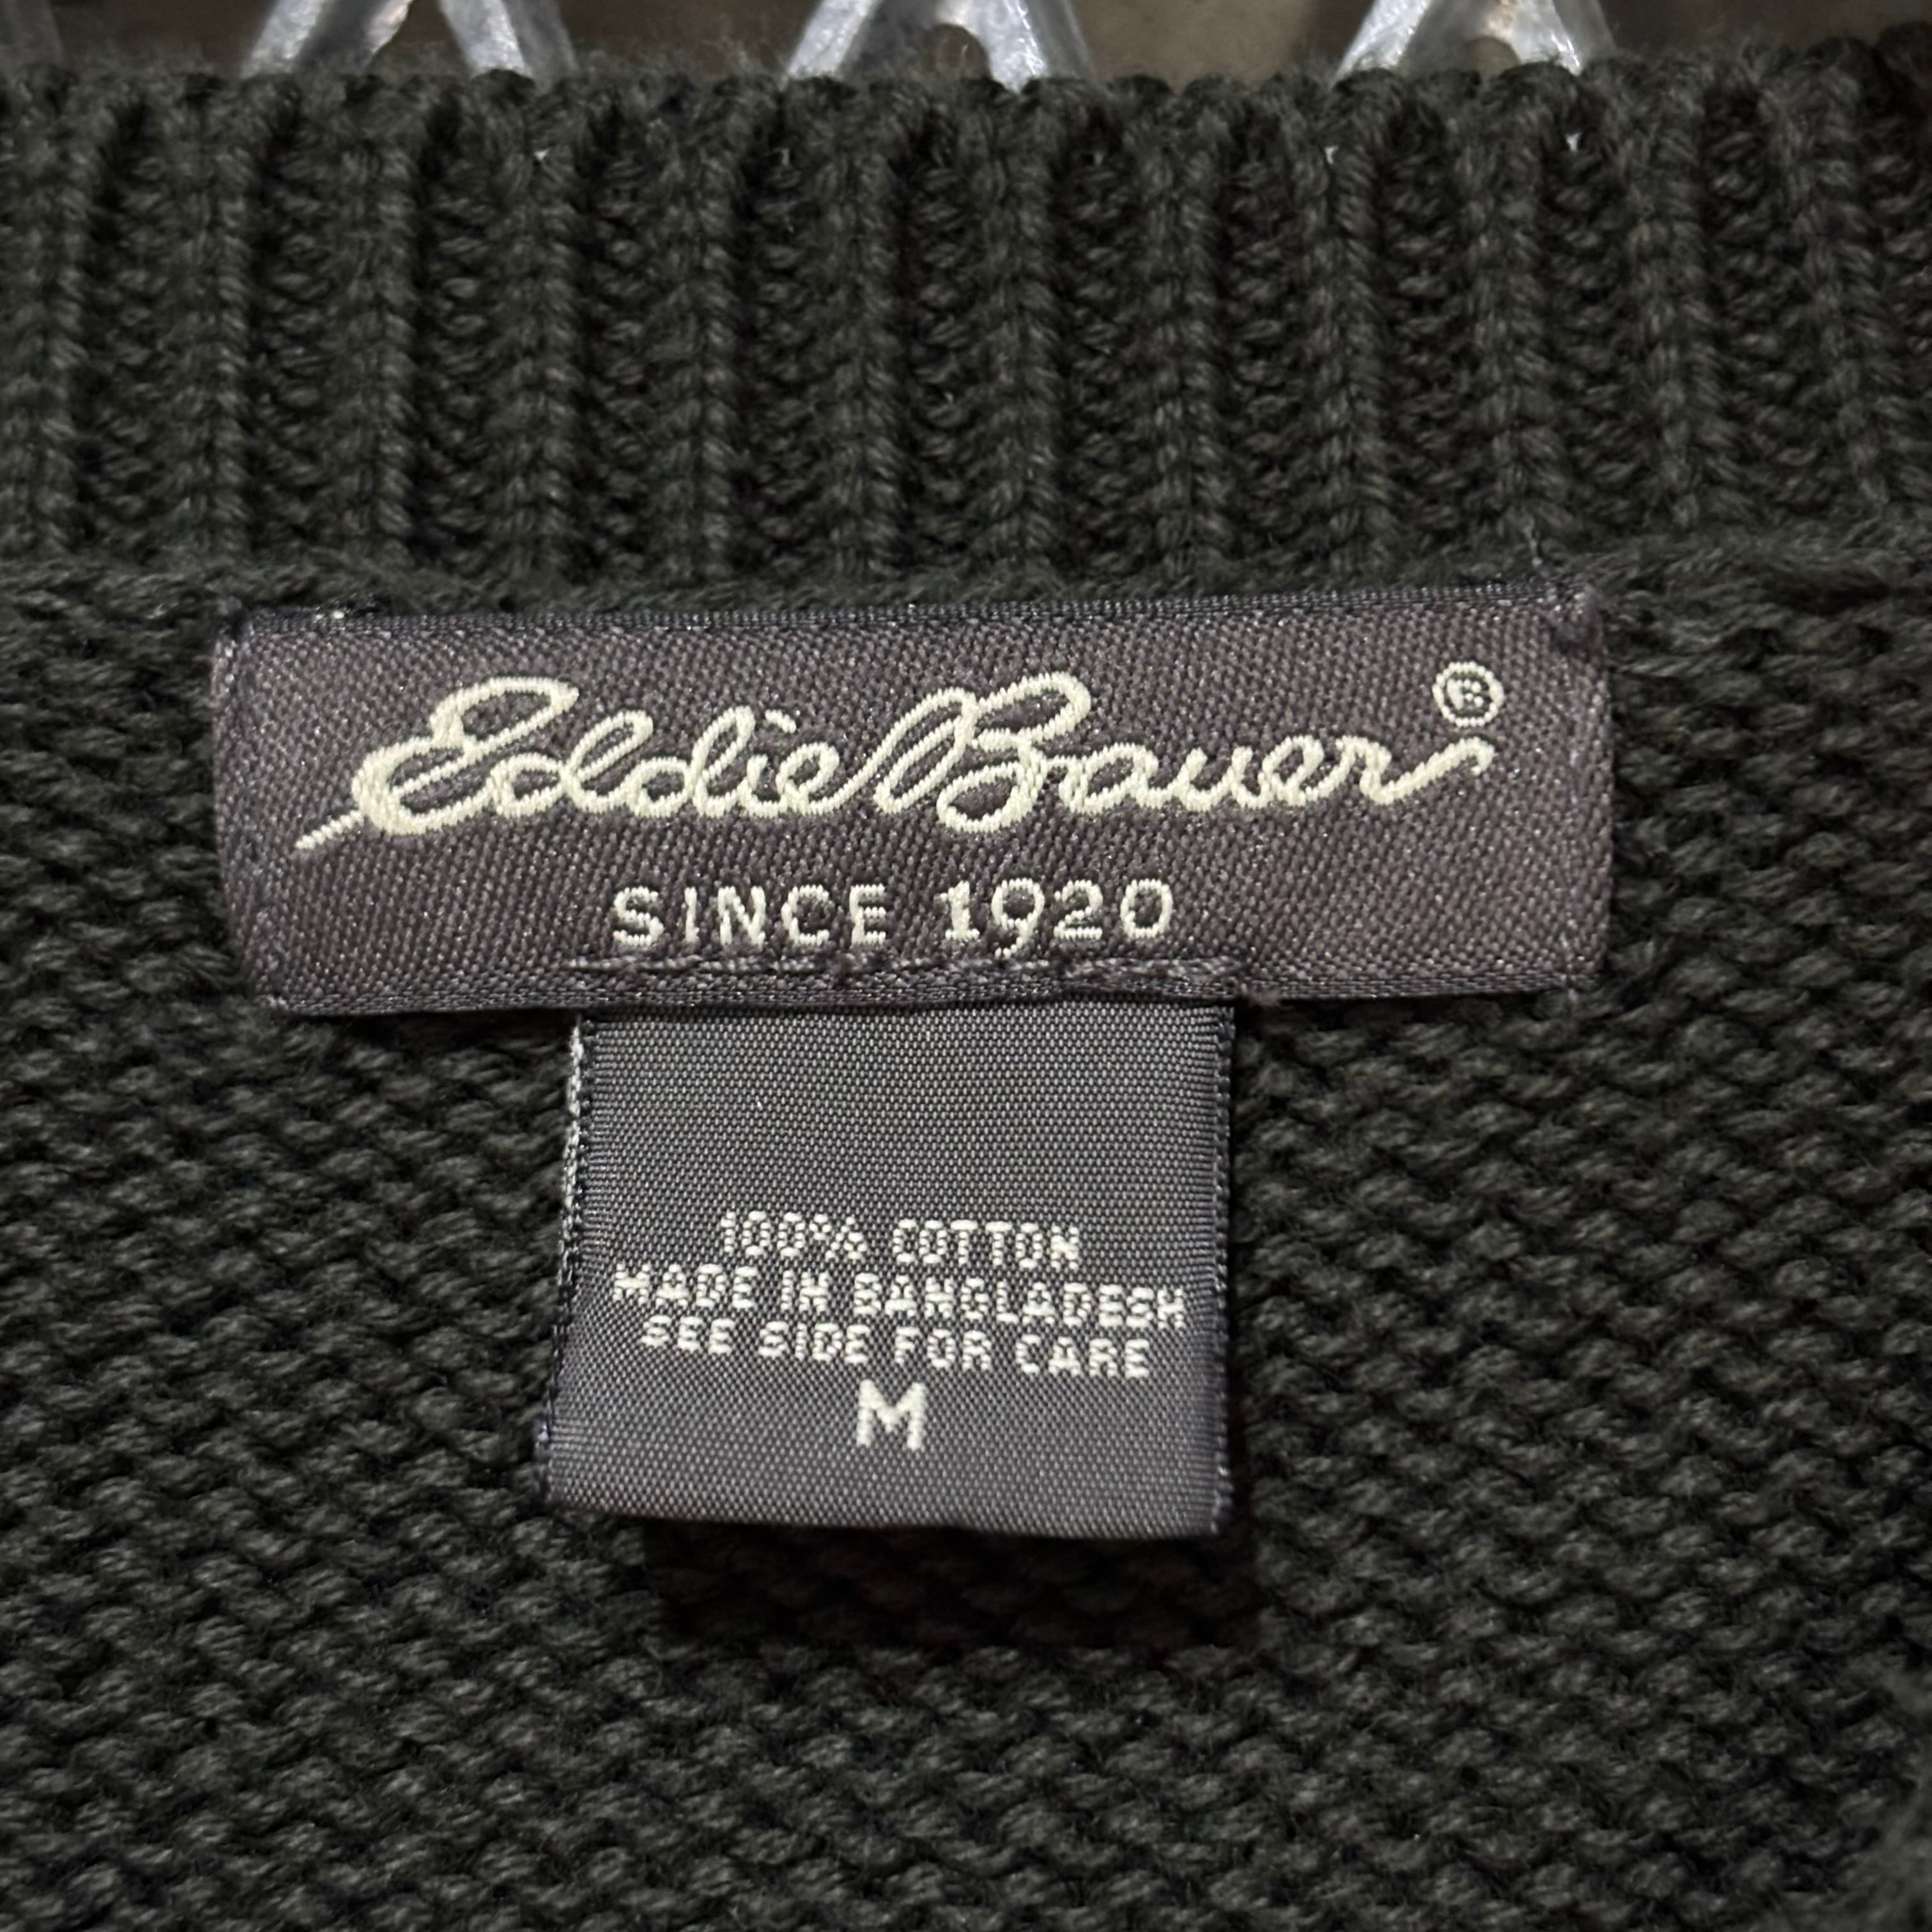 Eddie Bauer®
SINCE 1920
100% COTTON
MADE IN BANGLADESH
SEE SIDE FOR CARE
M